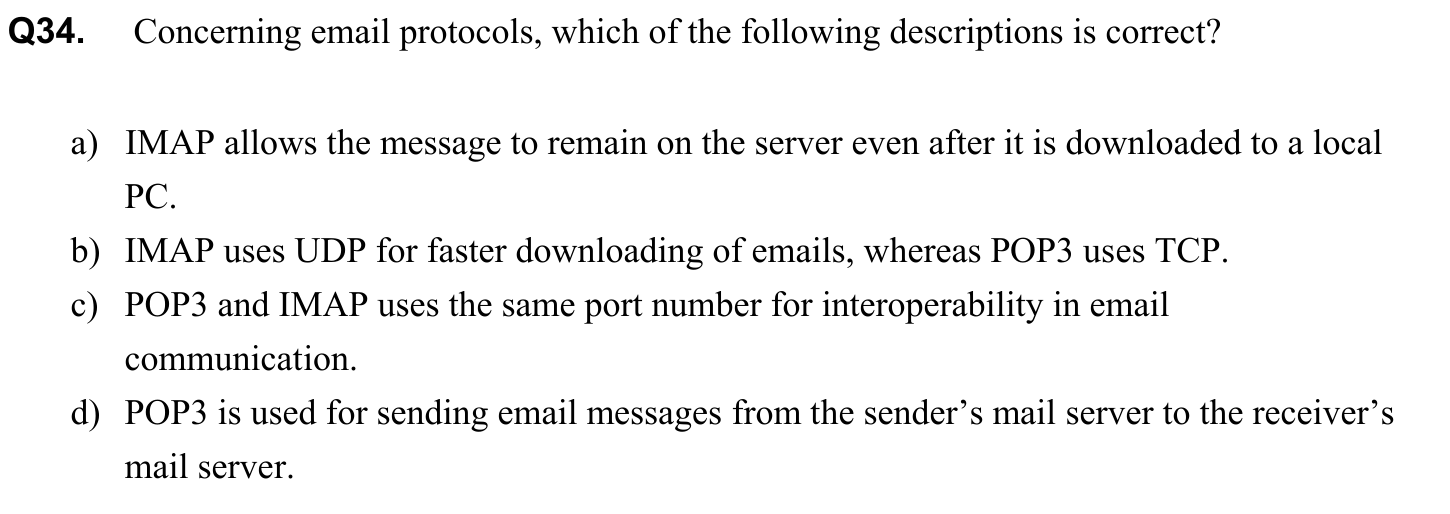 Q34. Concerning email protocols, which of the following descriptions is correct?
a) IMAP allows the message to remain on the server even after it is downloaded to a local
PC.
b) IMAP uses UDP for faster downloading of emails, whereas POP3 uses TCP.
c) POP3 and IMAP uses the same port number for interoperability in email
communication.
d) POP3 is used for sending email messages from the sender’s mail server to the receiver’s
mail server.